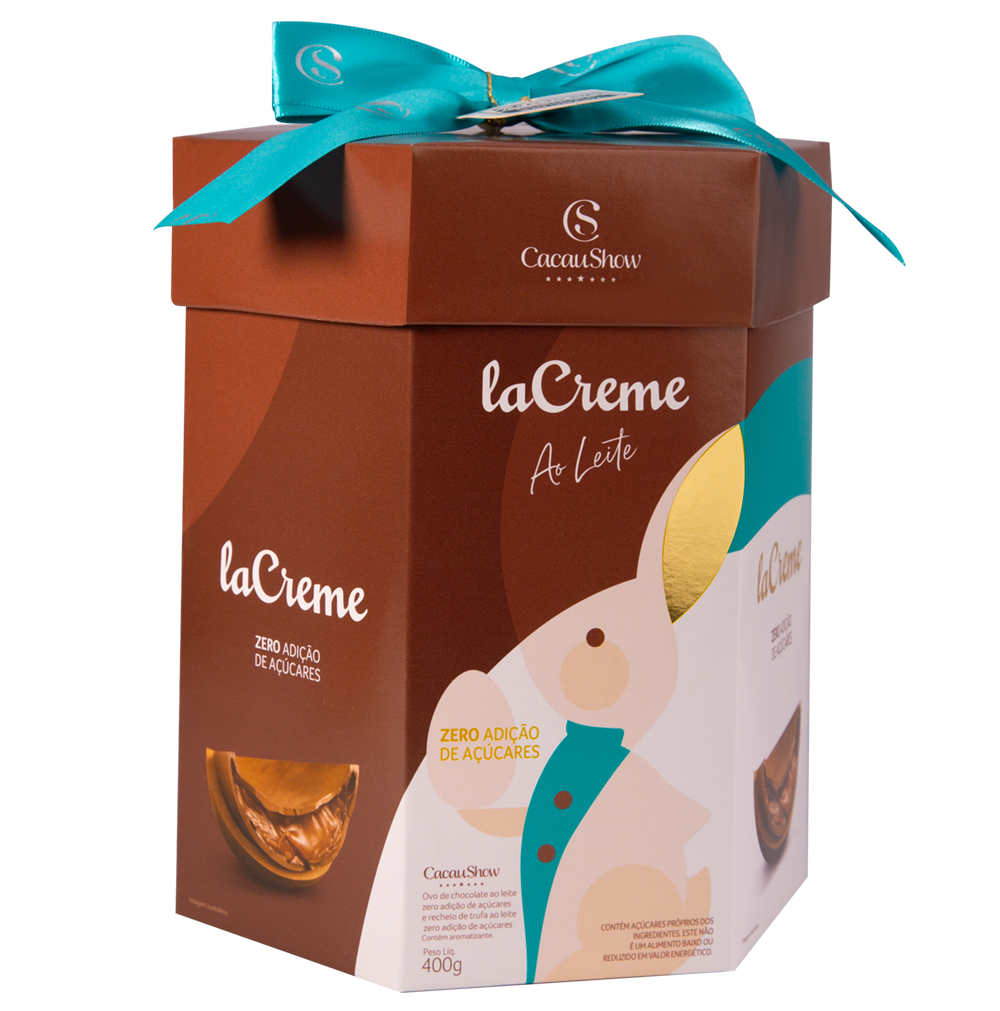 CS
CacauShow
laCreme
Ao Leite
laCreme
ZERO ADIÇÃO
DE AÇÚCARES
Imagem ilustrativa.
ZERO ADIÇÃO
DE AÇÚCARES
CacauShow
Ovo de chocolate ao leite
zero adição de açúcares
e recheio de trufa ao leite
zero adição de açúcares
Contém aromatizante.
Peso Líq.
400g
CONTÉM AÇÚCARES PRÓPRIOS DOS
INGREDIENTES. ESTE NÃO
É UM ALIMENTO BAIXO OU
REDUZIDO EM VALOR ENERGÉTICO.
laCreme
ZERO ADIÇÃO
DE AÇÚCARES